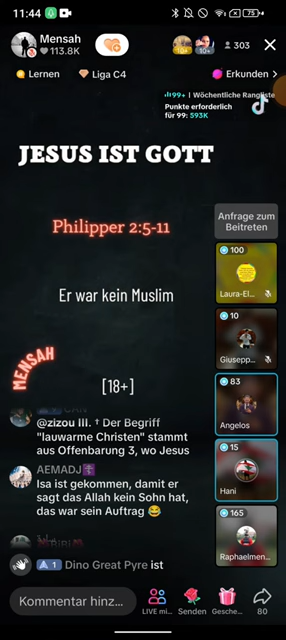 11:44
75
Mensah
113.8K
10+
10+
303
Lernen
Liga C4
Erkunden
99+ | Wöchentliche Rangliste
Punkte erforderlich
für 99: 593K
JESUS IST GOTT
Philipper 2:5-11
Er war kein Muslim
MENSAH
[18+]
Anfrage zum
Beitreten
100
Laura-El...
10
Giusepp...
83
Angelos
15
Hani
165
Raphaelmen...
@zizou III. † Der Begriff
"lauwarme Christen" stammt
aus Offenbarung 3, wo Jesus
AEMADJ
Isa ist gekommen, damit er
sagt das Allah kein Sohn hat,
das war sein Auftrag 😂
1 Dino Great Pyre ist
Kommentar hinz...
LIVE mi...
Senden
Gesche...
80